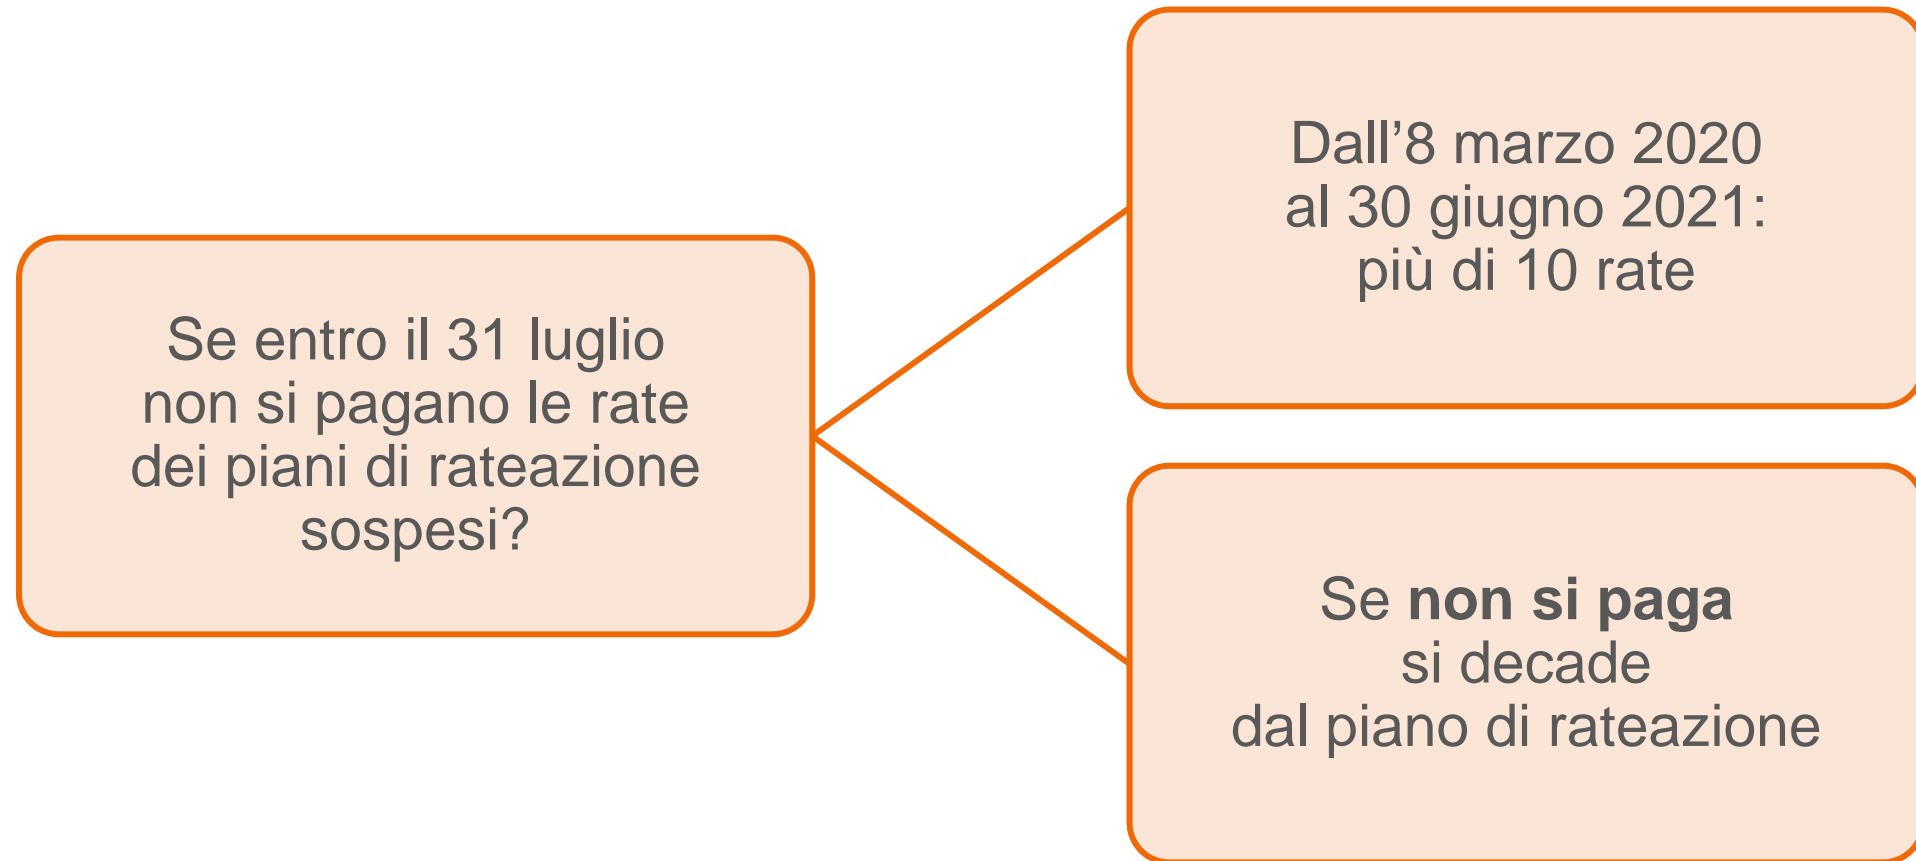 Se entro il 31 luglio
non si pagano le rate
dei piani di rateazione
sospesi?
Dall’8 marzo 2020
al 30 giugno 2021:
più di 10 rate
Se non si paga
si decade
dal piano di rateazione